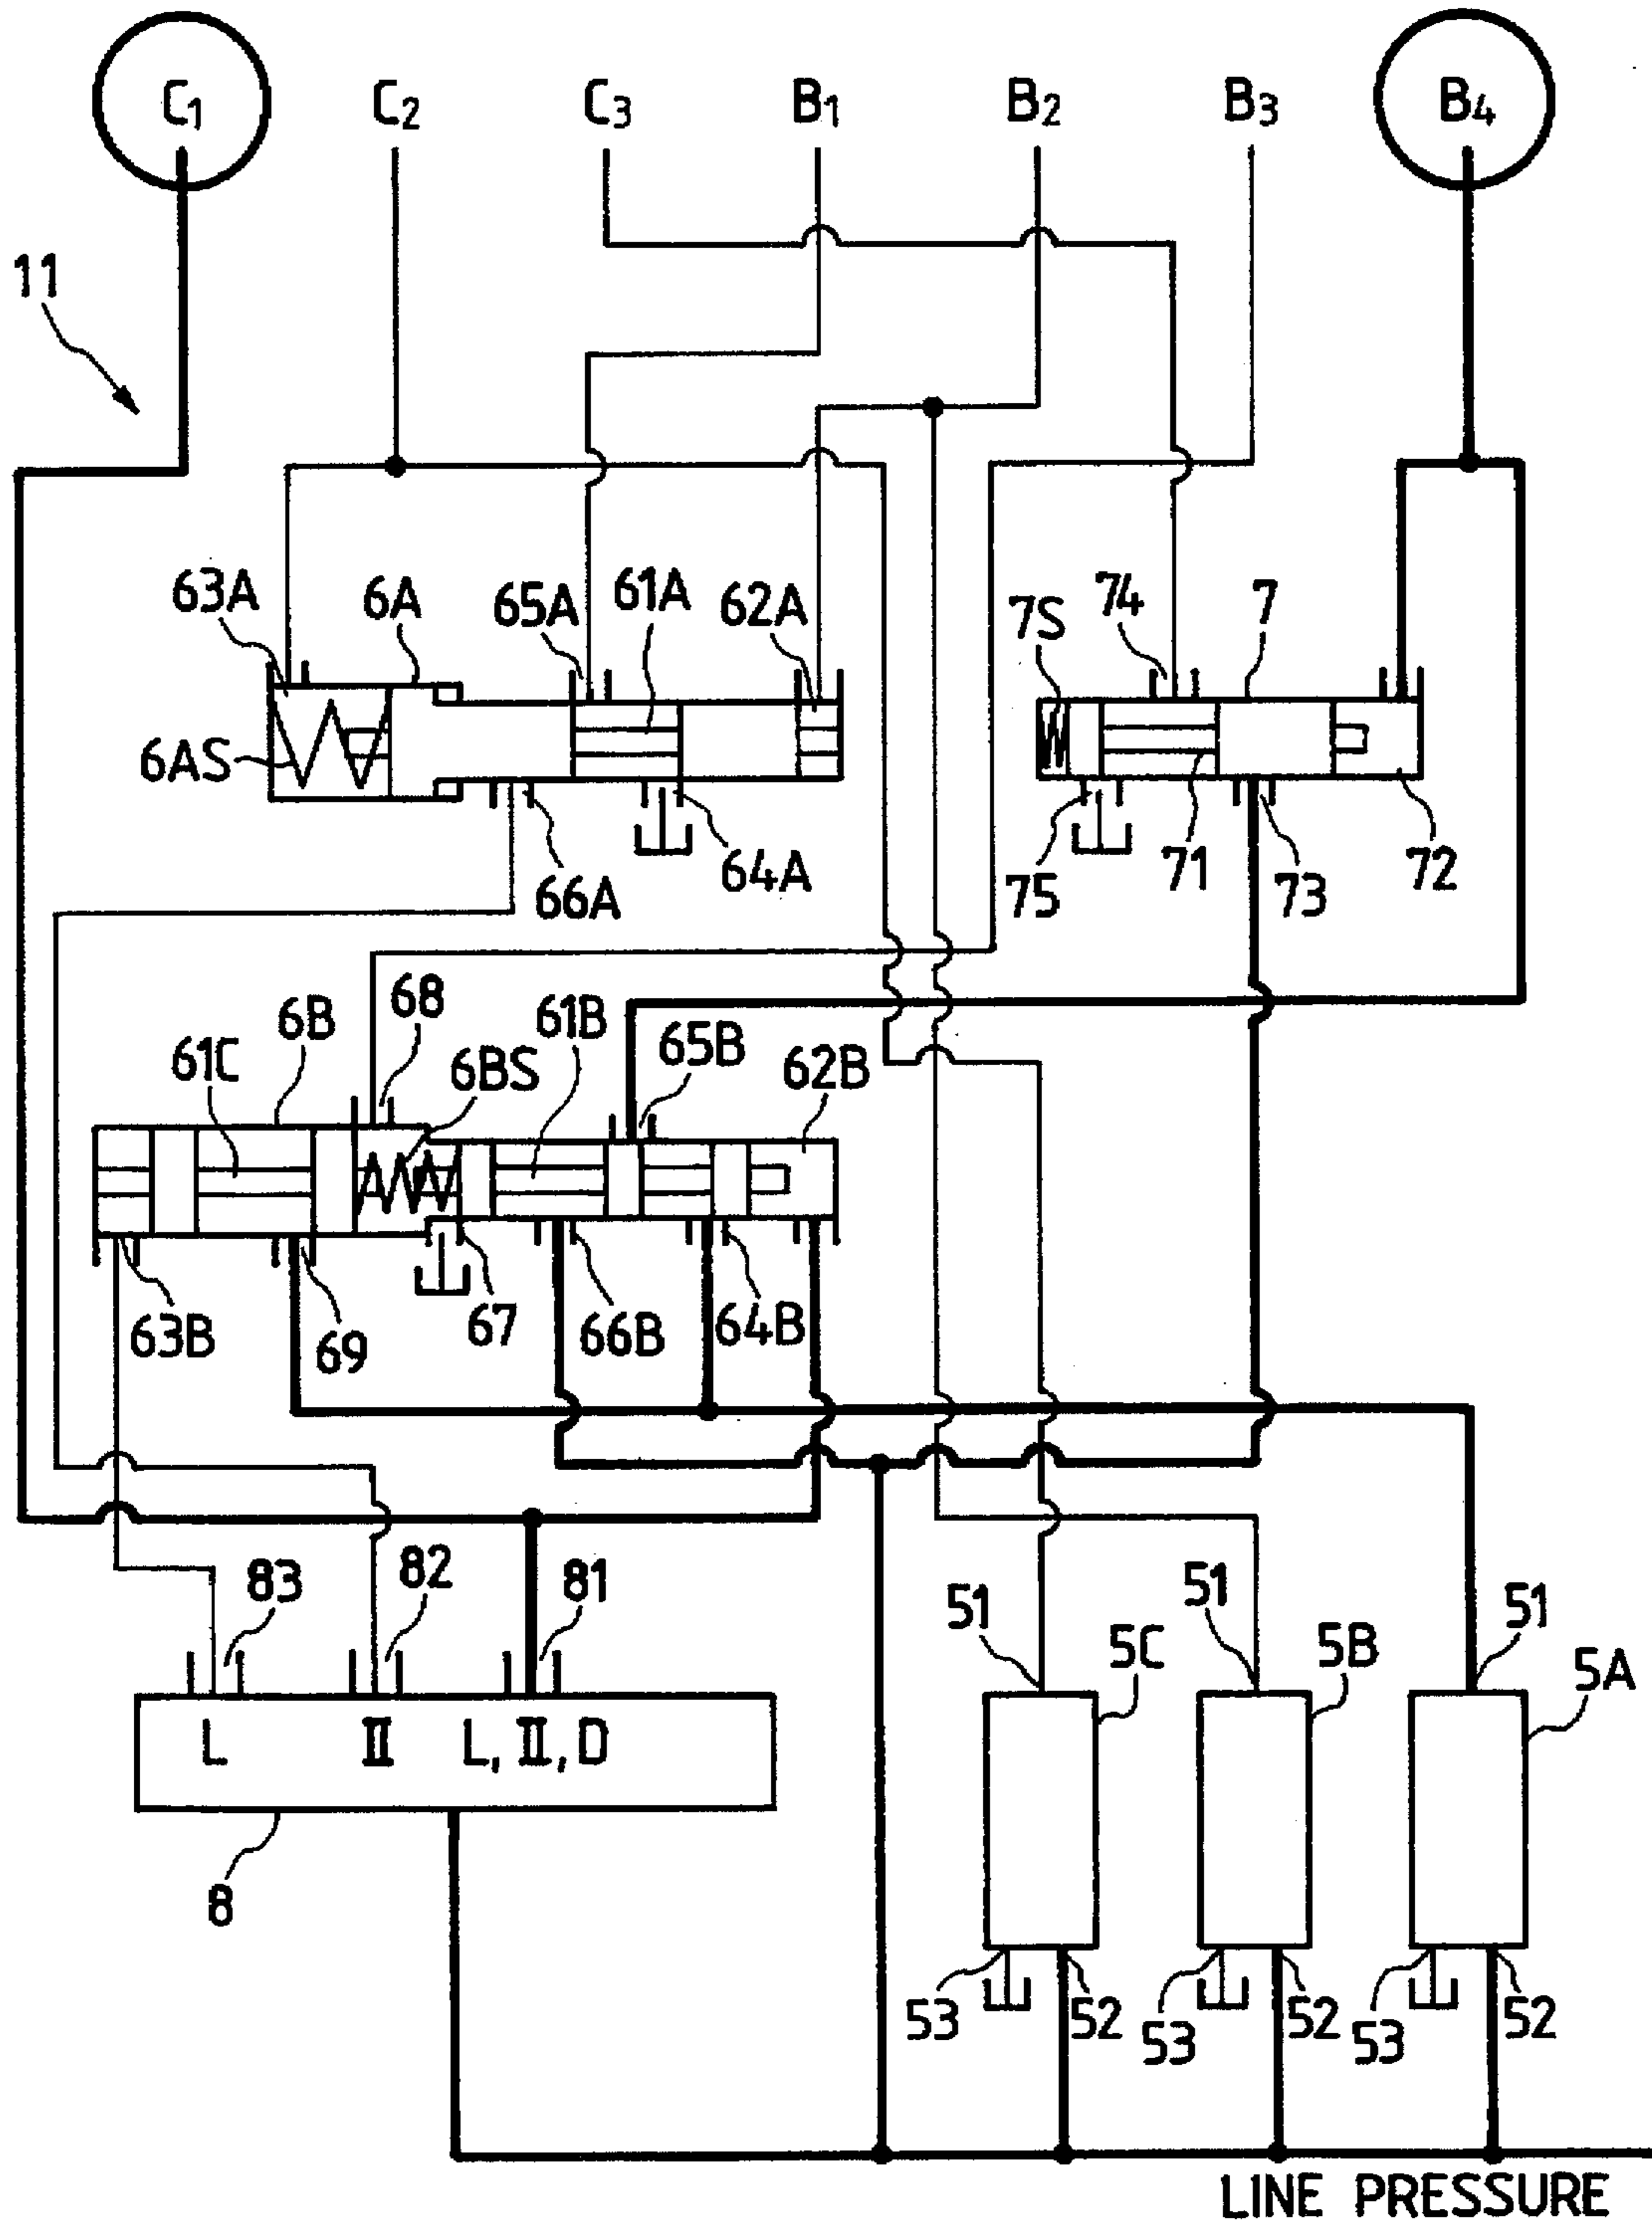 C1 C2 C3 B1 B2 B3 B4
11
63A 6A 65A 61A 62A 7S 74 7
6AS
66A 64A 75 71 73 72
61C 6B 68 6BS 61B 65B 62B
63B 69 67 66B 64B
83 82 81 51 51 51
5C 5B 5A
L II L, II, D
8
53 52 53 52 53 52
LINE PRESSURE